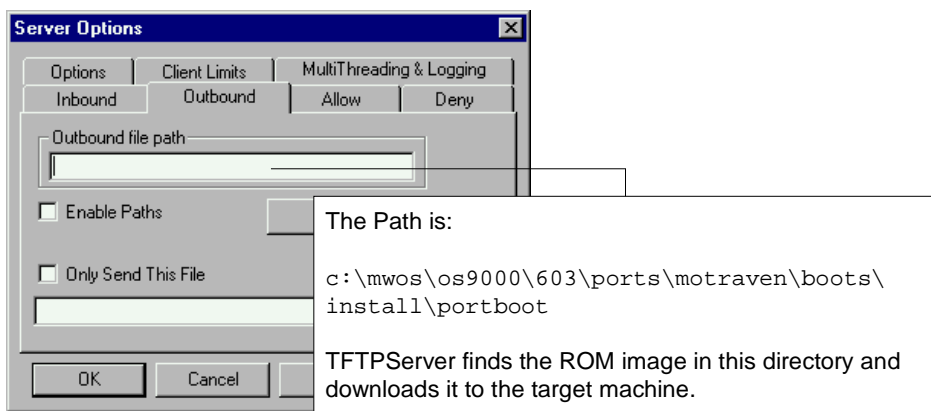 Server Options
Options Client Limits MultiThreading & Logging
Inbound Outbound Allow Deny
Outbound file path
Enable Paths
Only Send This File
OK Cancel
The Path is:
c:\mwos\os9000\603\ports\motraven\boots\
install\portboot
TFTPServer finds the ROM image in this directory and
downloads it to the target machine.